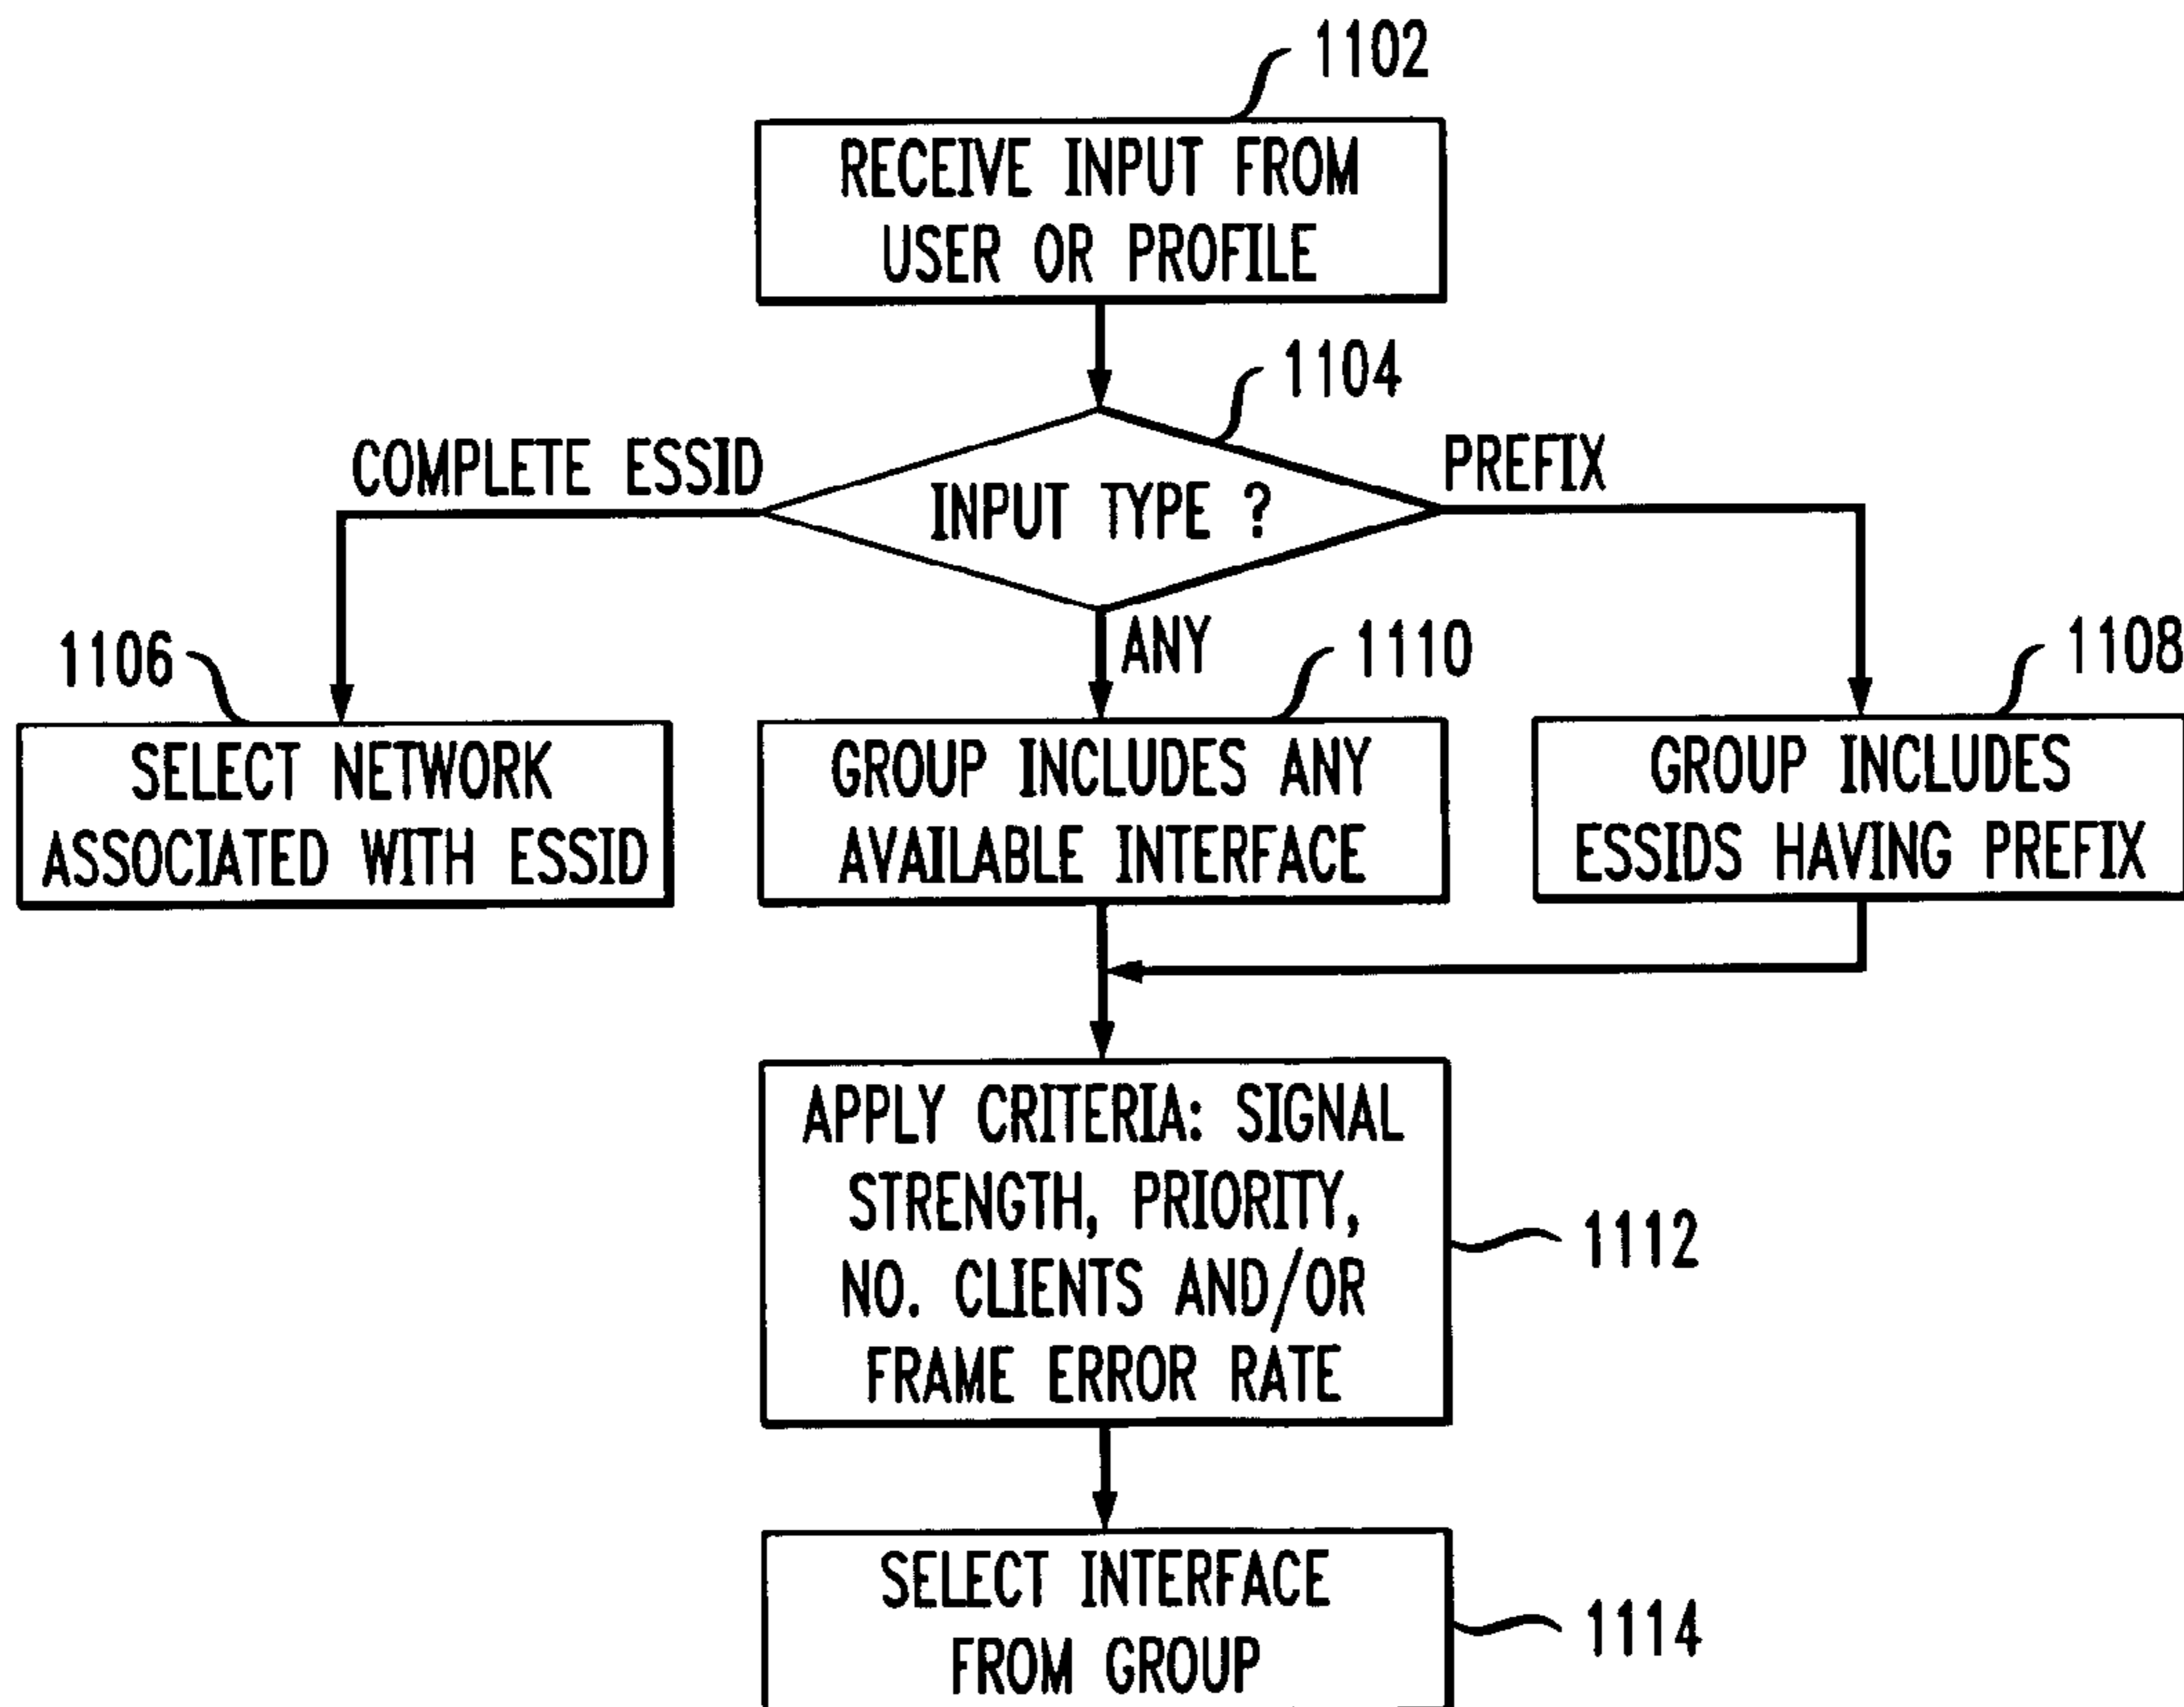 1102
RECEIVE INPUT FROM
USER OR PROFILE
1104
COMPLETE ESSID
INPUT TYPE ?
PREFIX
1106
ANY
1110
1108
SELECT NETWORK
ASSOCIATED WITH ESSID
GROUP INCLUDES ANY
AVAILABLE INTERFACE
GROUP INCLUDES
ESSIDS HAVING PREFIX
APPLY CRITERIA: SIGNAL
STRENGTH, PRIORITY,
NO. CLIENTS AND/OR
FRAME ERROR RATE
1112
SELECT INTERFACE
FROM GROUP
1114